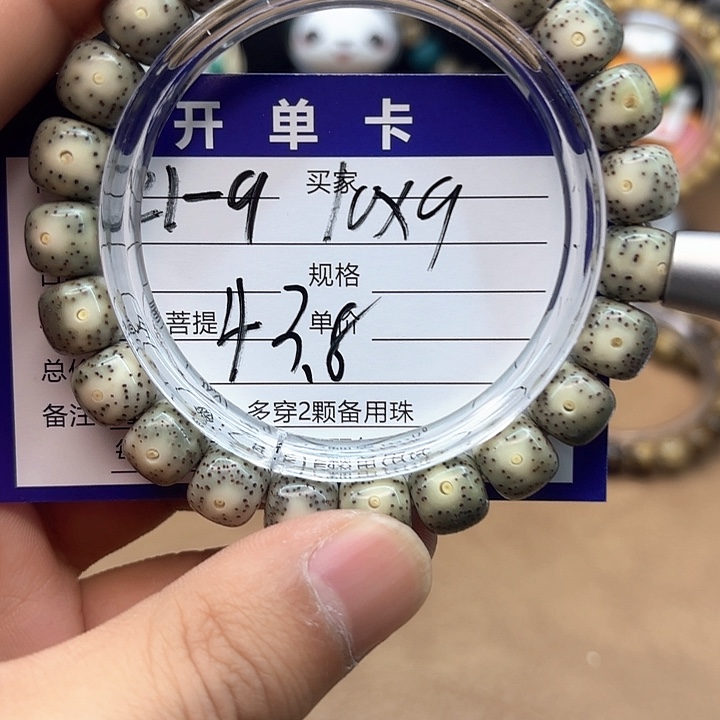 开单卡
21-9 买家 10x9
规格
菩提 43.8 单价
总价
备注 多穿2颗备用珠